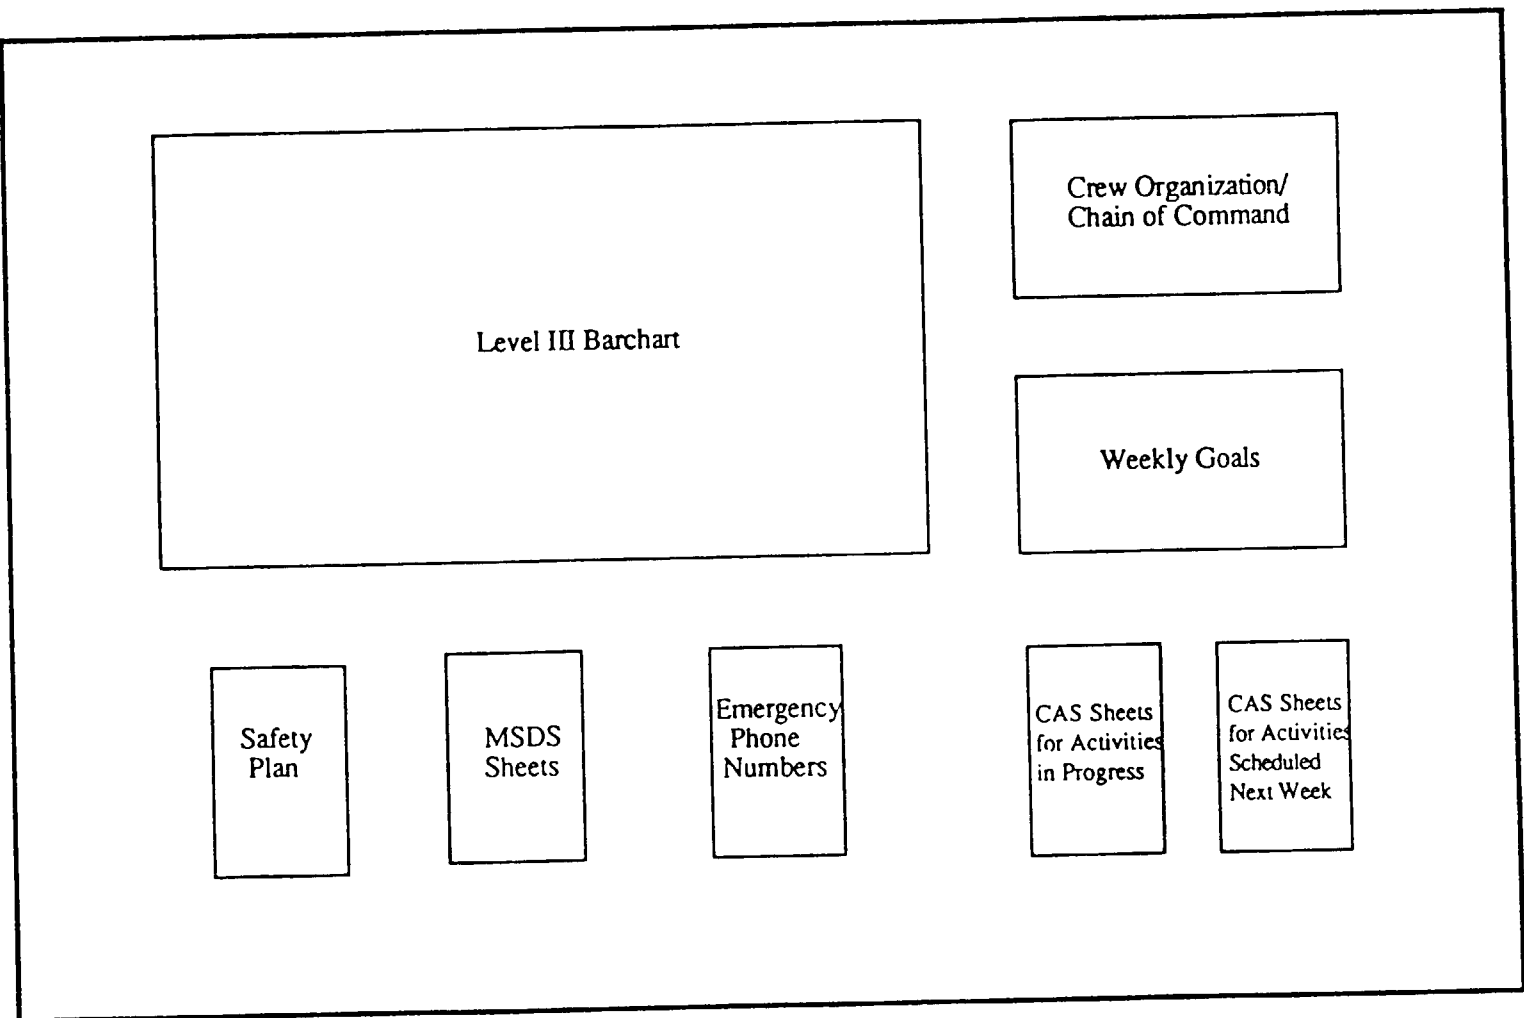 Level III Barchart
Crew Organization/
Chain of Command
Weekly Goals
Safety
Plan
MSDS
Sheets
Emergency
Phone
Numbers
CAS Sheets
for Activities
in Progress
CAS Sheets
for Activities
Scheduled
Next Week